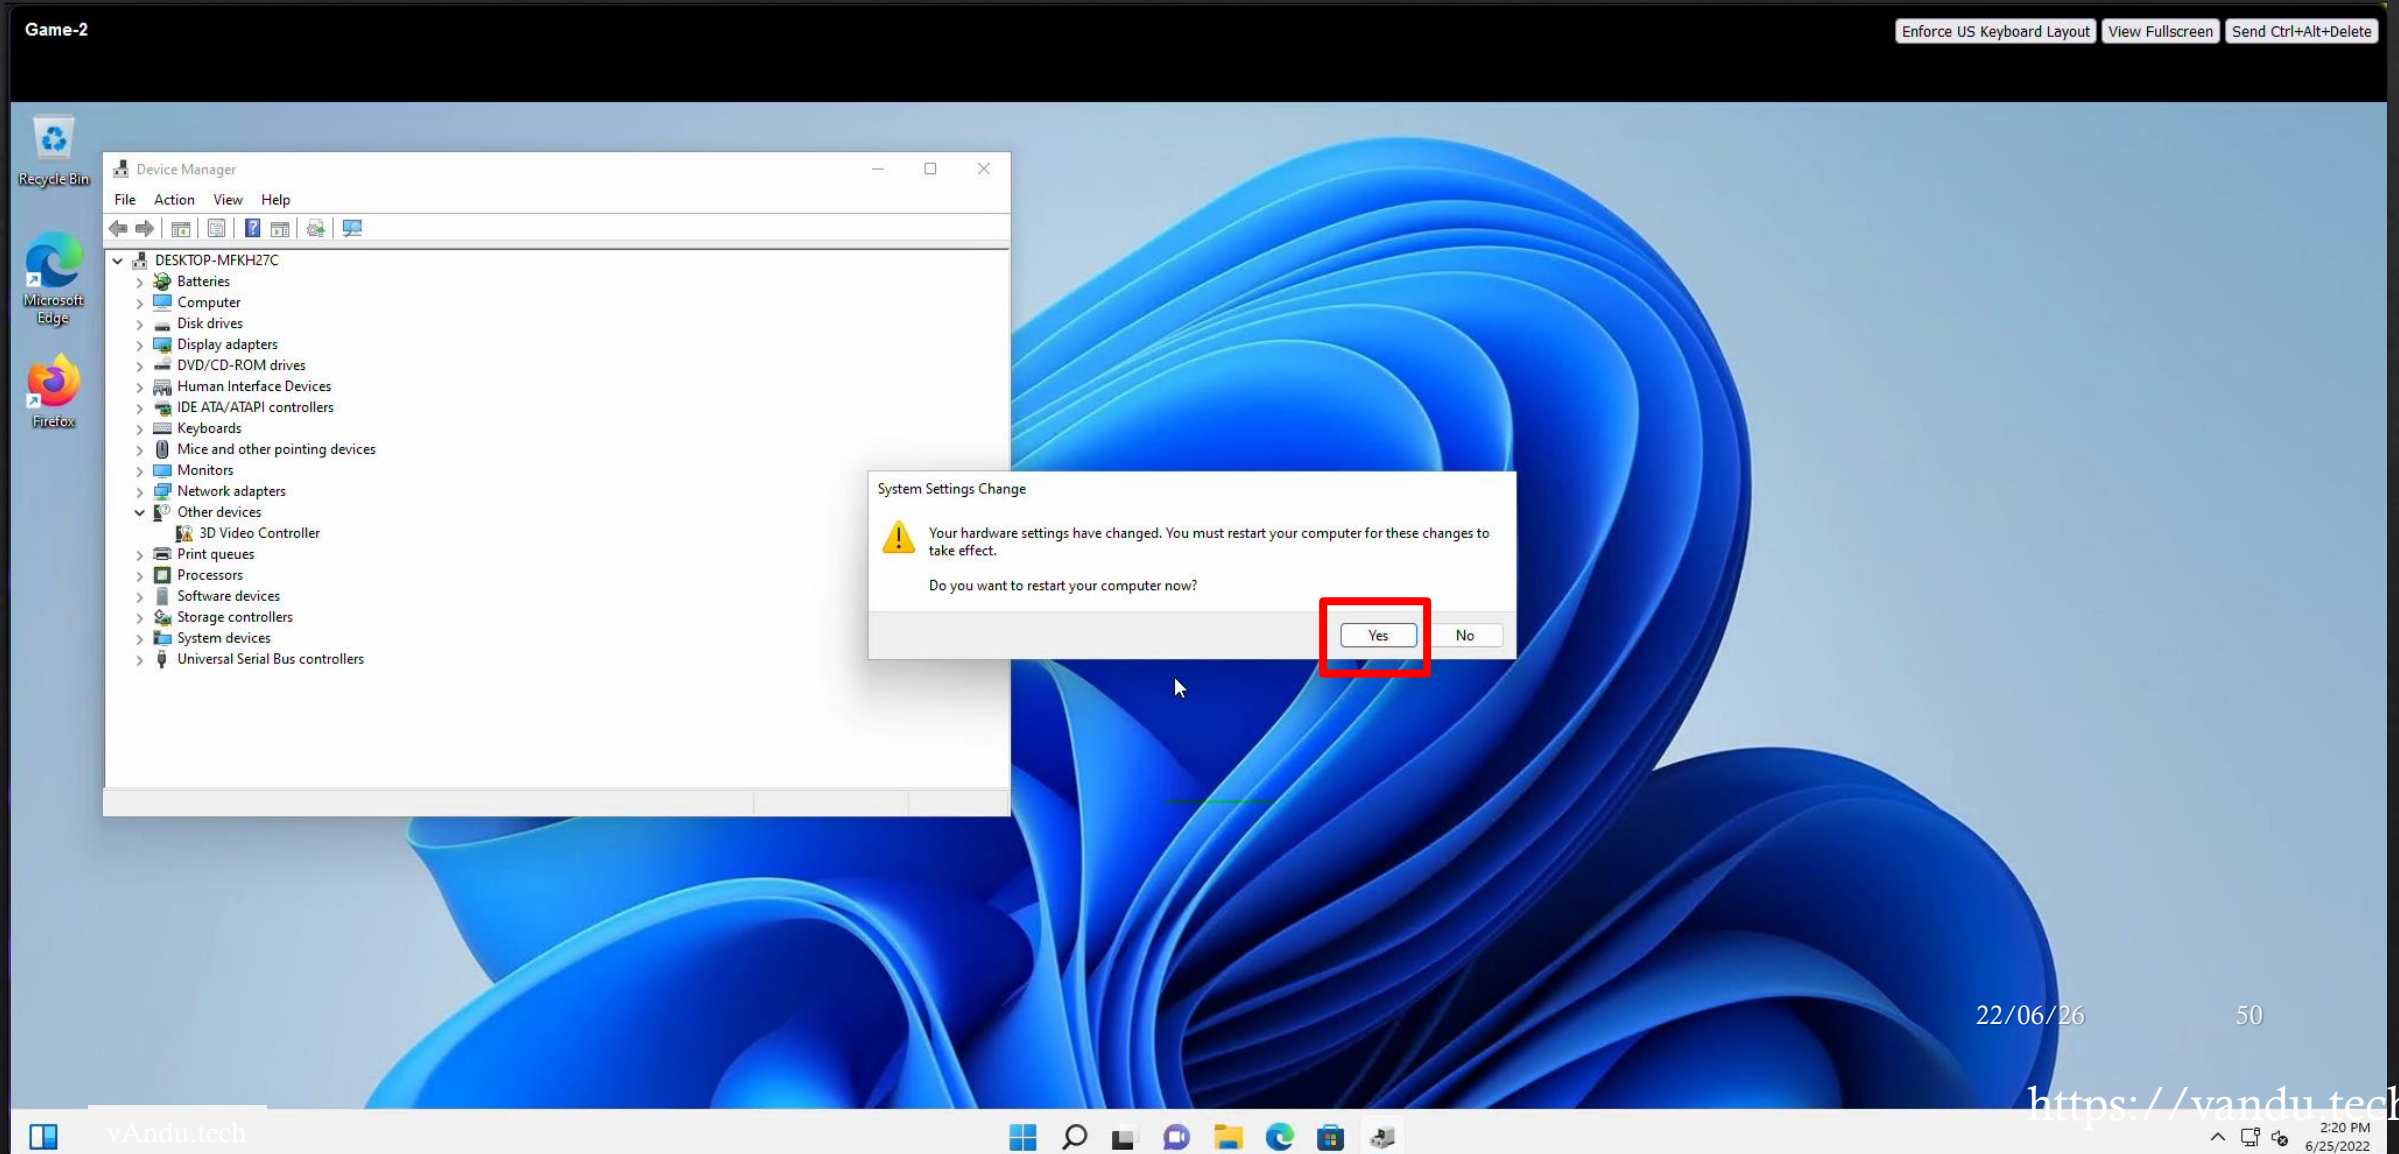 Game-2
Enforce US Keyboard Layout
View Fullscreen
Send Ctrl+Alt+Delete
Recycle Bin
Microsoft
Edge
Firefox
Device Manager
File Action View Help
DESKTOP-MFKH27C
Batteries
Computer
Disk drives
Display adapters
DVD/CD-ROM drives
Human Interface Devices
IDE ATA/ATAPI controllers
Keyboards
Mice and other pointing devices
Monitors
Network adapters
Other devices
3D Video Controller
Print queues
Processors
Software devices
Storage controllers
System devices
Universal Serial Bus controllers
System Settings Change
Your hardware settings have changed. You must restart your computer for these changes to
take effect.
Do you want to restart your computer now?
Yes
No
22/06/26
50
https://vandu.tech
vAndu.tech
2:20 PM
6/25/2022